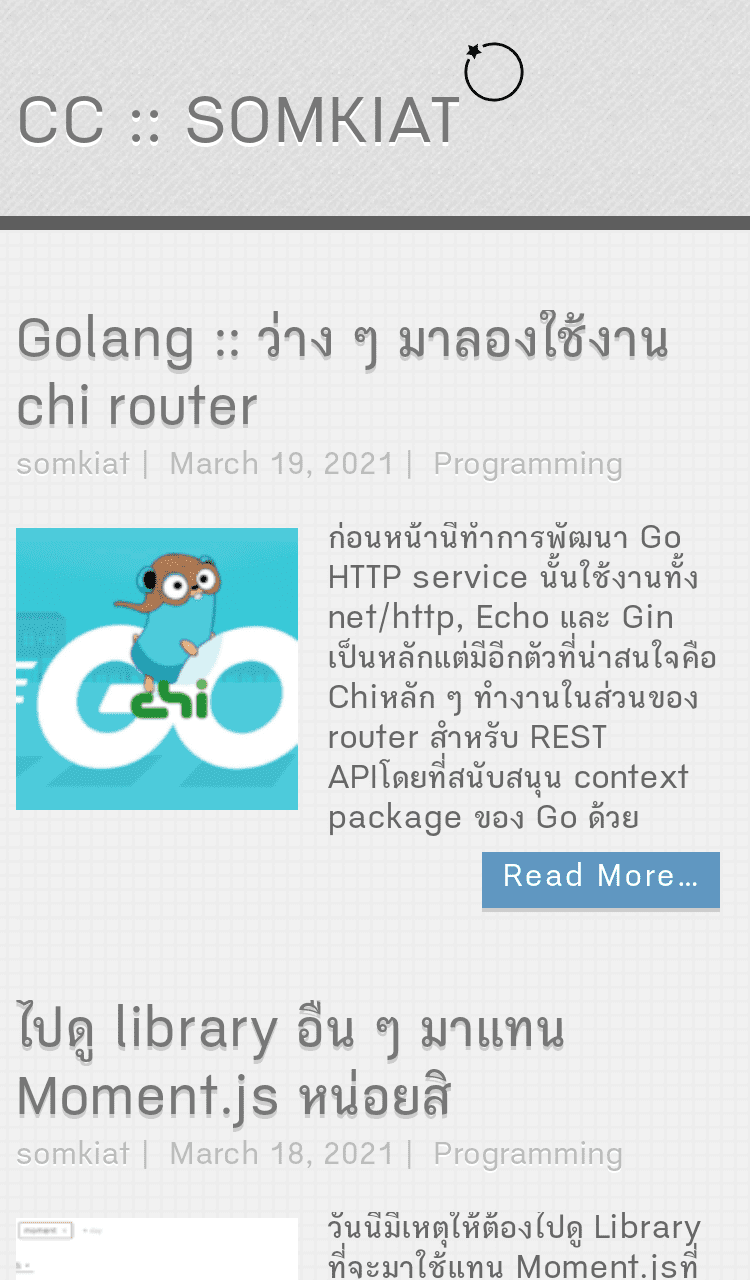 CC :: SOMKIAT
Golang :: ว่าง ๆ มาลองใช้งาน
chi router
somkiat | March 19, 2021 | Programming
ก่อนหน้านี้ทำการพัฒนา Go
HTTP service นั้นใช้งานทั้ง
net/http, Echo และ Gin
เป็นหลักแต่มีอีกตัวที่น่าสนใจคือ
Chiหลัก ๆ ทำงานในส่วนของ
router สำหรับ REST
APIโดยที่สนับสนุน context
package ของ Go ด้วย
GO
chi
Read More…
ไปดู library อื่น ๆ มาแทน
Moment.js หน่อยสิ
somkiat | March 18, 2021 | Programming
moment
วันนี้มีเหตุให้ต้องไปดู Library
ที่จะมาใช้แทน Moment.jsที่